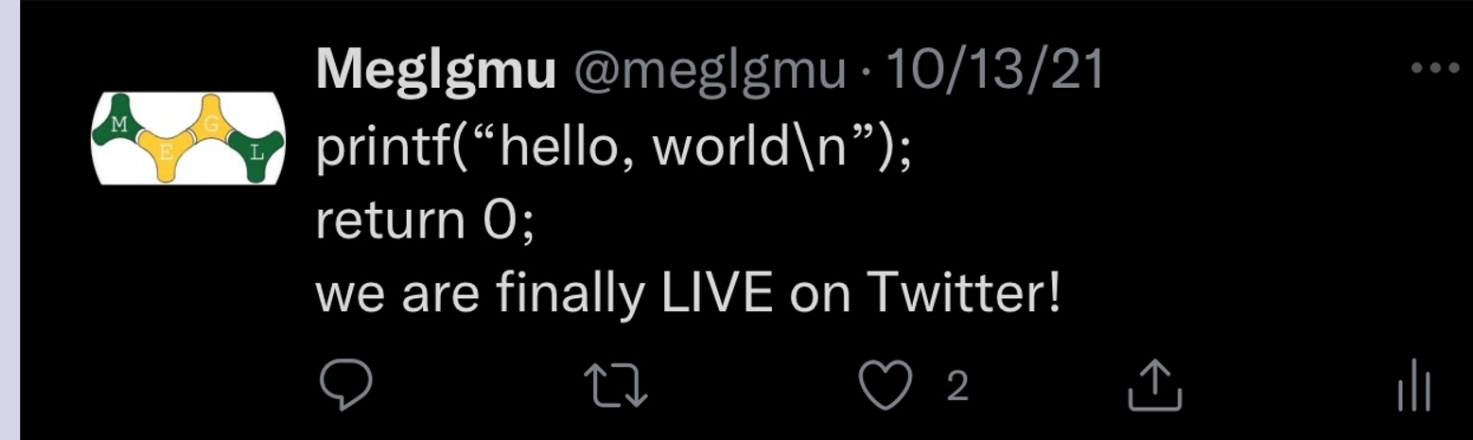 Meglgmu @meglgmu · 10/13/21
M E G L
printf(“hello, world\n”);
return 0;
we are finally LIVE on Twitter!
2